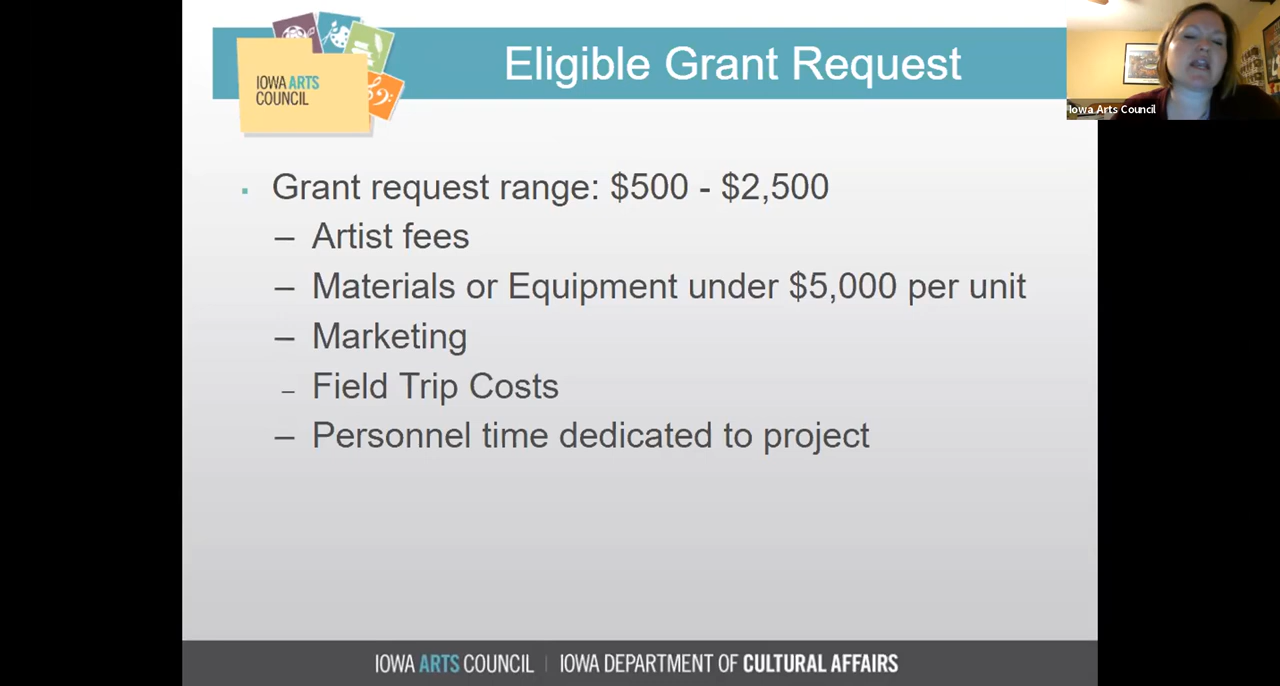 IOWA ARTS
COUNCIL
Eligible Grant Request
Iowa Arts Council
▪ Grant request range: $500 - $2,500
– Artist fees
– Materials or Equipment under $5,000 per unit
– Marketing
– Field Trip Costs
– Personnel time dedicated to project
IOWA ARTS COUNCIL | IOWA DEPARTMENT OF CULTURAL AFFAIRS